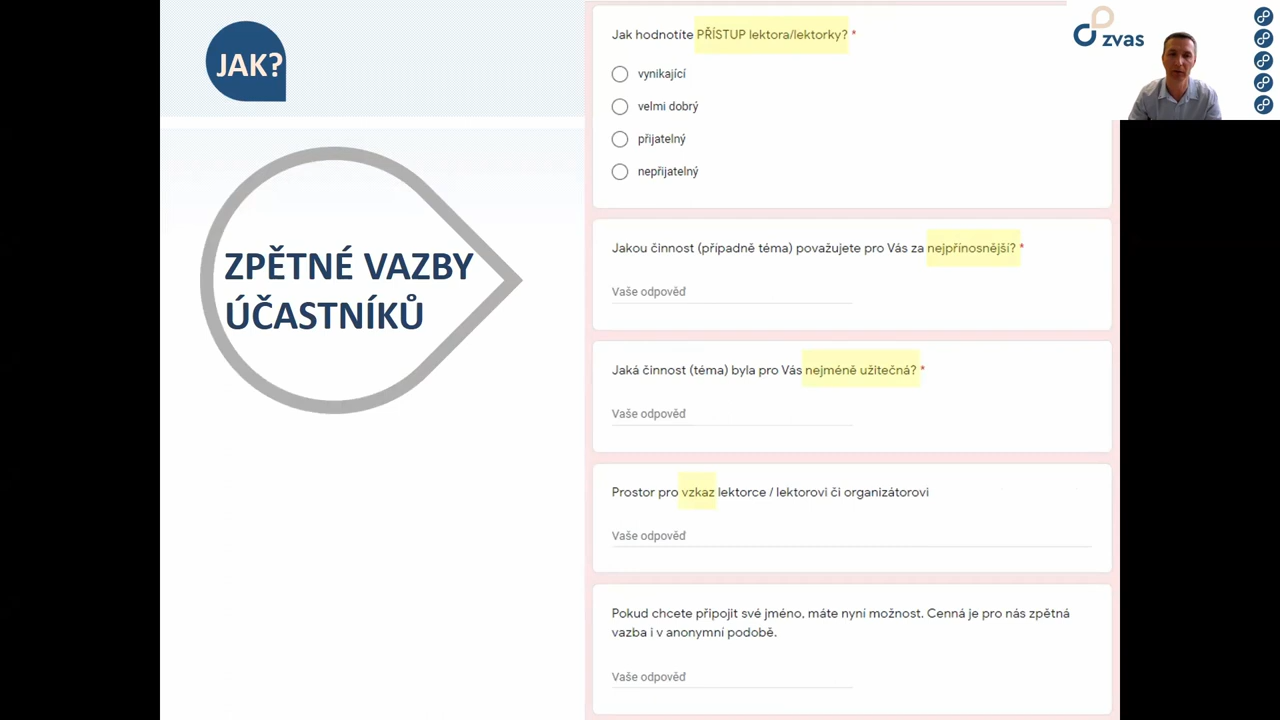 JAK?
ZPĚTNÉ VAZBY
ÚČASTNÍKŮ
Jak hodnotíte PŘÍSTUP lektora/lektorky? *
vynikající
velmi dobrý
přijatelný
nepřijatelný
Jakou činnost (případně téma) považujete pro Vás za nejpřínosnější? *
Vaše odpověď
Jaká činnost (téma) byla pro Vás nejméně užitečná? *
Vaše odpověď
Prostor pro vzkaz lektorce / lektorovi či organizátorovi
Vaše odpověď
Pokud chcete připojit své jméno, máte nyní možnost. Cenná je pro nás zpětná
vazba i v anonymní podobě.
Vaše odpověď
zvas